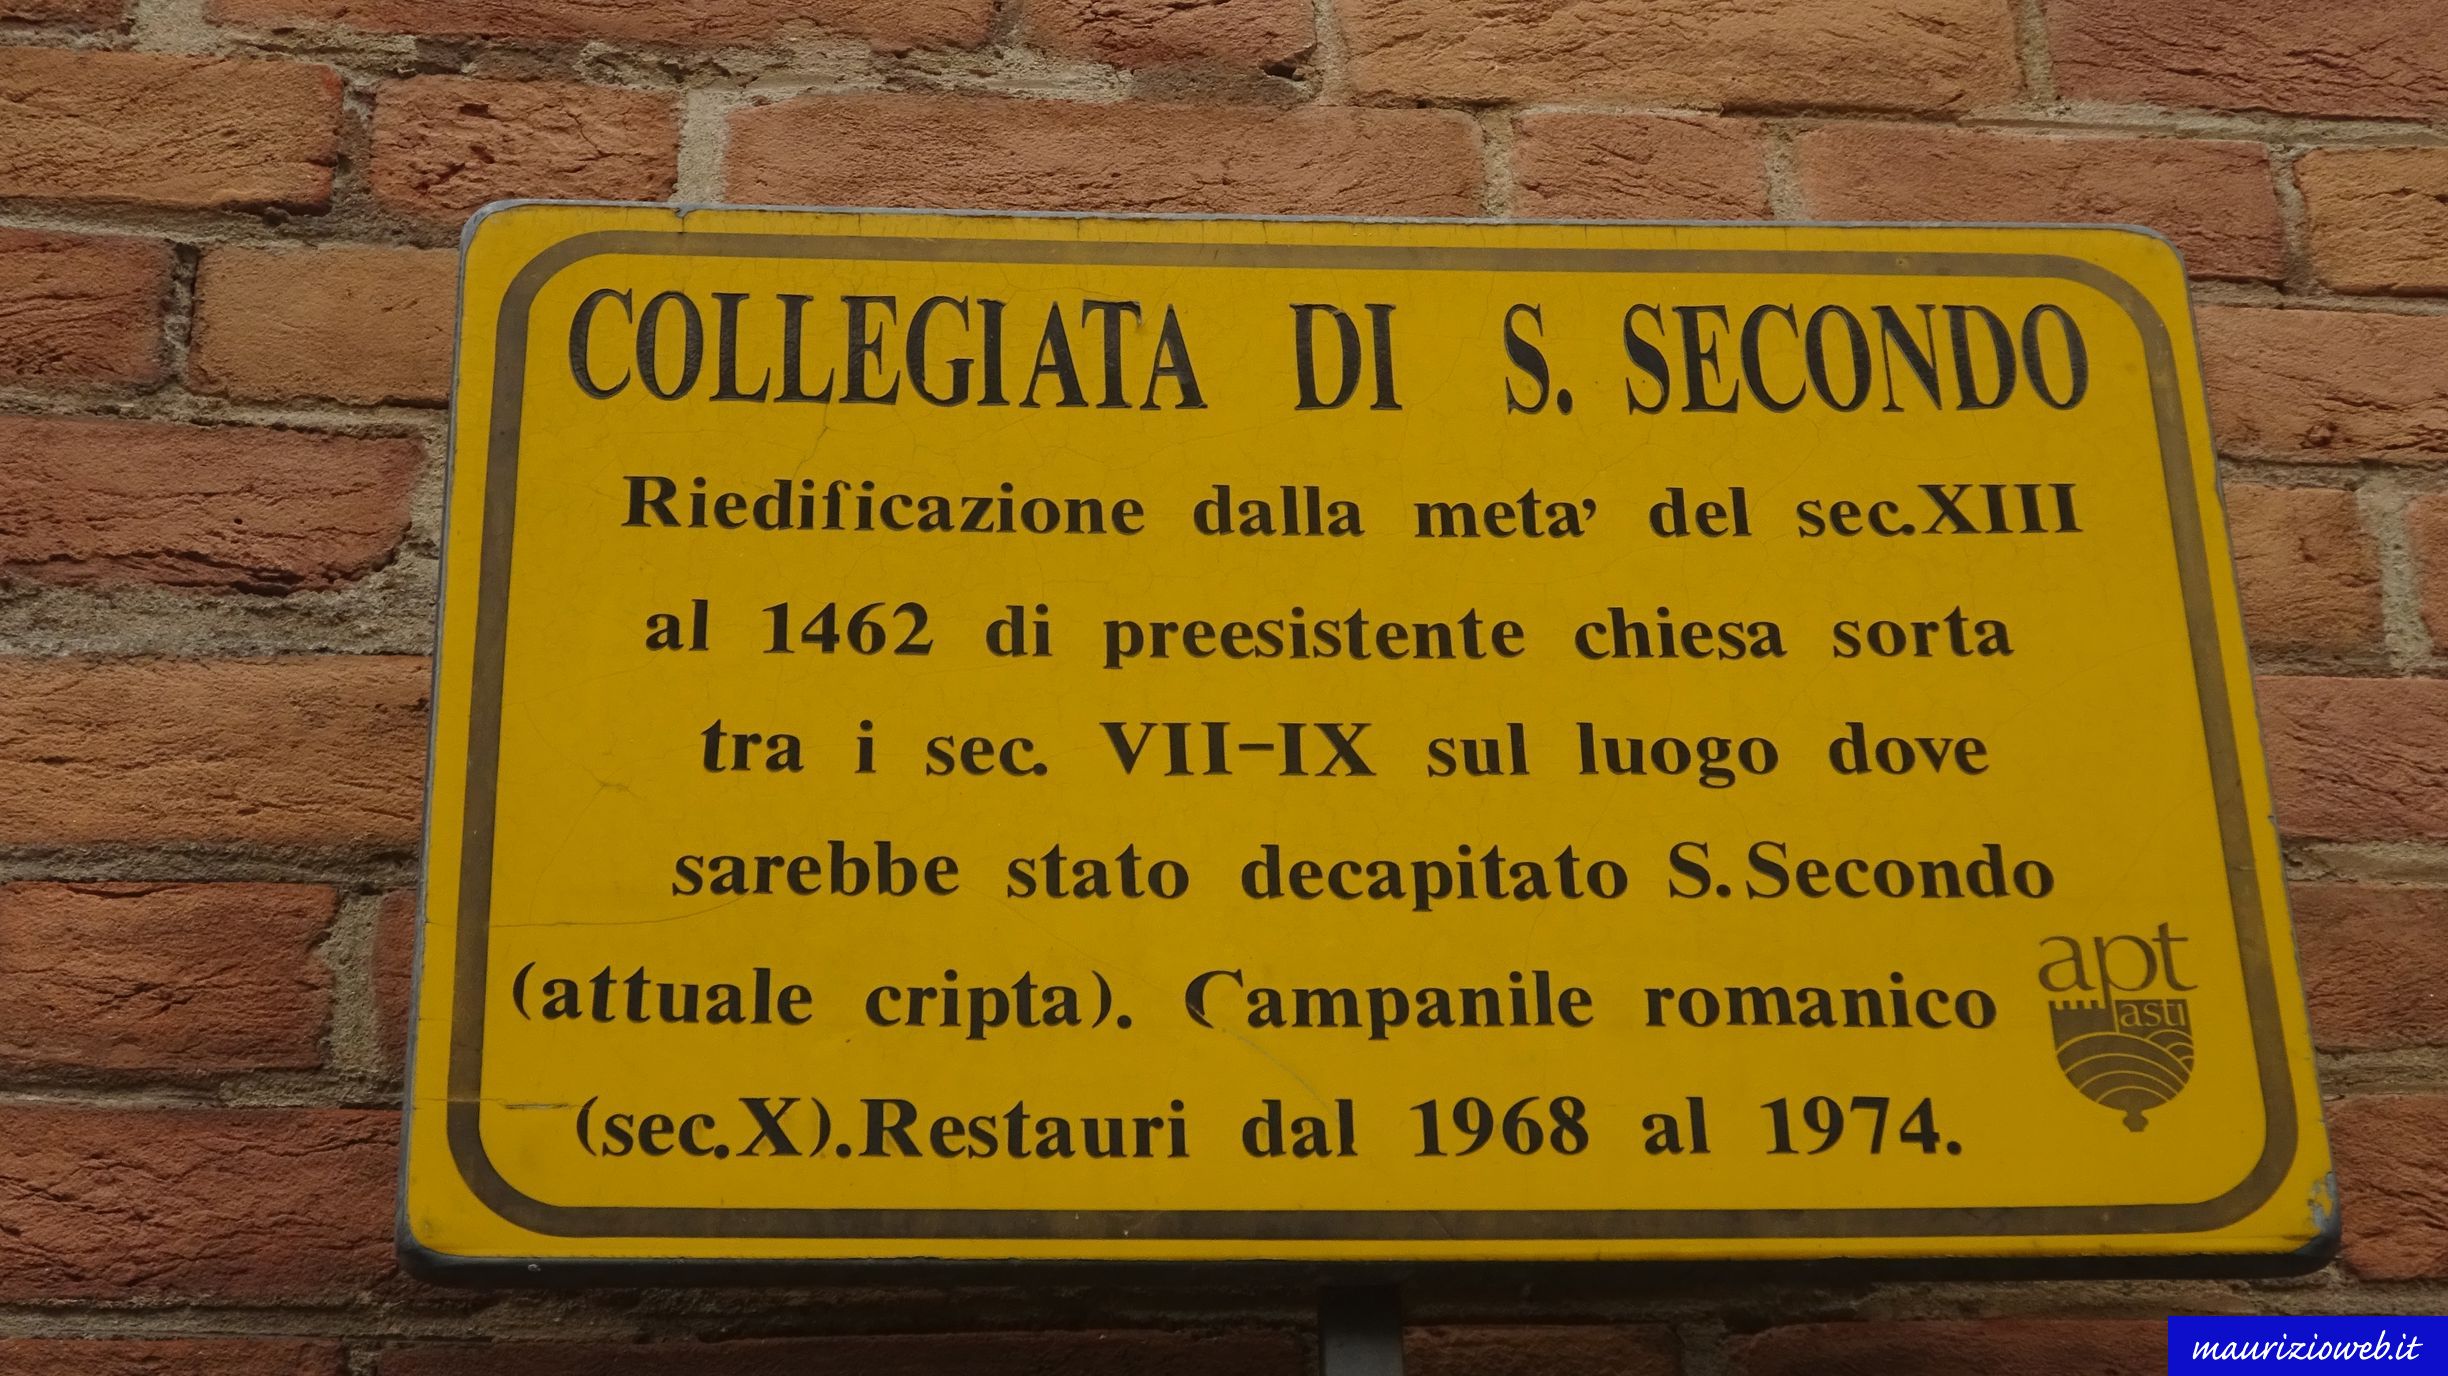 COLLEGIATA DI S. SECONDO
Riedificazione dalla meta' del sec.XIII
al 1462 di preesistente chiesa sorta
tra i sec. VII-IX sul luogo dove
sarebbe stato decapitato S.Secondo
(attuale cripta). Campanile romanico
(sec.X).Restauri dal 1968 al 1974.
apt
asti
maurizioweb.it